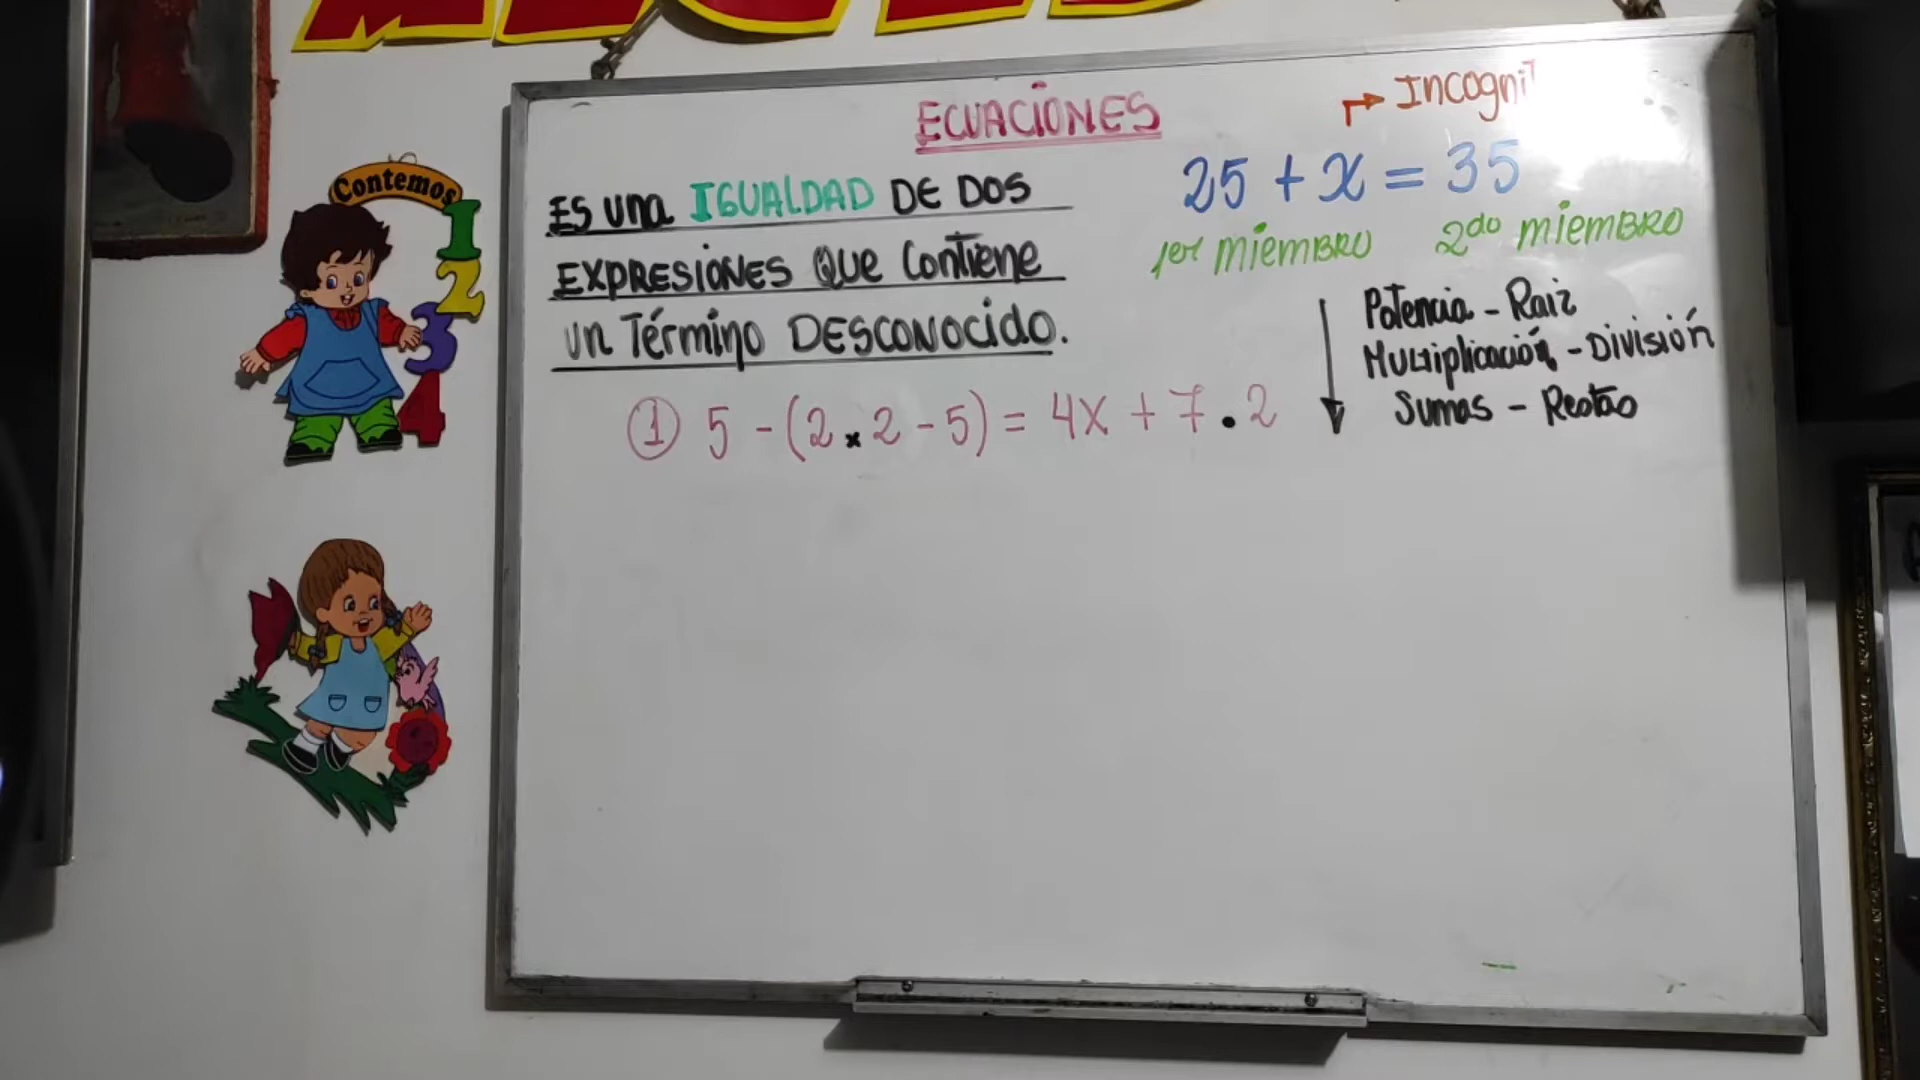 Contemos
1
2
3
4
ECUACIONES
ES una IGUALDAD DE DOS
EXPRESIONES QUE Contiene
un Término DESCONOCIDO.
25 + x = 35
1er MIEMBRO 2do MIEMBRO
Potencia - Raiz
Multiplicación - División
Sumas - Restas
① 5 - (2 x 2 - 5) = 4x + 7 . 2